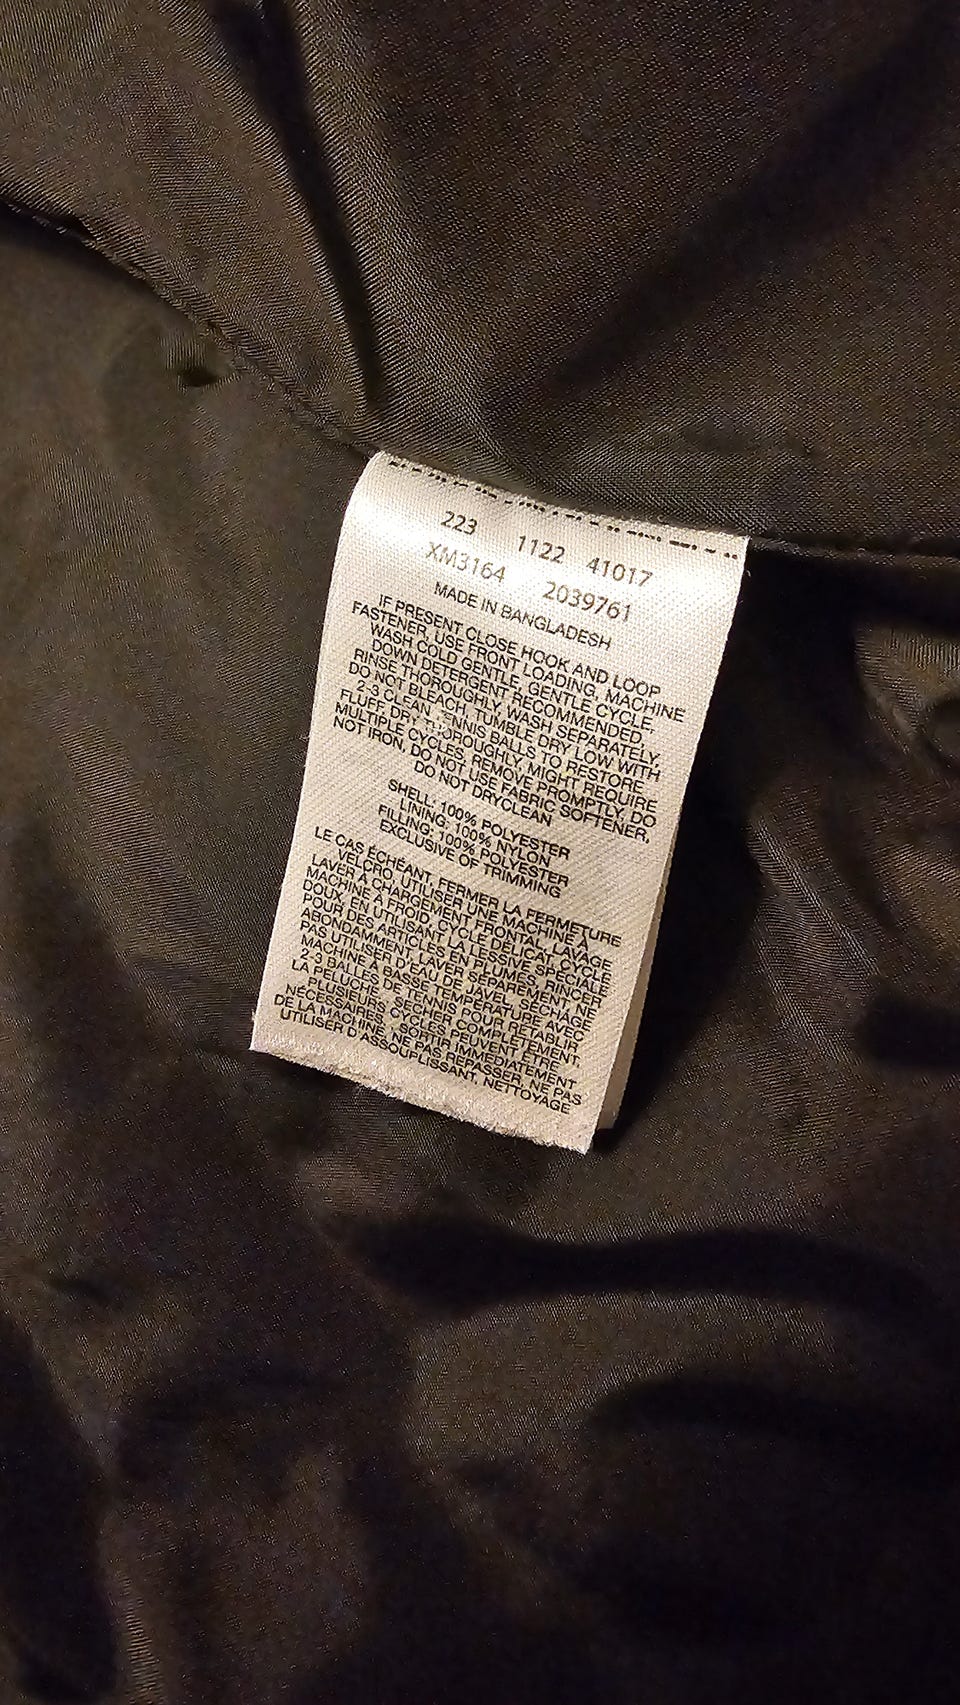 223 1122 41017
XM3164 2039761
MADE IN BANGLADESH
IF PRESENT CLOSE HOOK AND LOOP
FASTENER, USE FRONT LOADING, MACHINE
WASH COLD GENTLE, GENTLE CYCLE,
DOWN DETERGENT RECOMMENDED,
RINSE THOROUGHLY, WASH SEPARATELY,
DO NOT BLEACH, TUMBLE DRY LOW WITH
2-3 CLEAN TENNIS BALLS TO RESTORE
FLUFF, DRY THOROUGHLY, MIGHT REQUIRE
MULTIPLE CYCLES, REMOVE PROMPTLY, DO
NOT IRON, DO NOT USE FABRIC SOFTENER,
DO NOT DRYCLEAN
SHELL: 100% POLYESTER
LINING: 100% NYLON
FILLING: 100% POLYESTER
EXCLUSIVE OF TRIMMING
LE CAS ÉCHÉANT, FERMER LA FERMETURE
VELCRO, UTILISER UNE MACHINE À
LAVER À CHARGEMENT FRONTAL, LAVAGE
MACHINE À FROID, CYCLE DÉLICAT, CYCLE
DOUX, EN UTILISANT LA LESSIVE SPÉCIALE
POUR DES ARTICLES EN PLUMES, RINCER
ABONDAMMENT, LAVER SÉPARÉMENT, NE
PAS UTILISER D'EAU DE JAVEL, SÉCHAGE
MACHINE À BASSE TEMPÉRATURE AVEC
2-3 BALLES DE TENNIS POUR RÉTABLIR
LA PELUCHE, SÉCHER COMPLÈTEMENT,
PLUSIEURS CYCLES PEUVENT ÊTRE
NÉCESSAIRES, SORTIR IMMÉDIATEMENT
DE LA MACHINE, NE PAS REPASSER, NE PAS
UTILISER D'ASSOUPLISSANT, NETTOYAGE